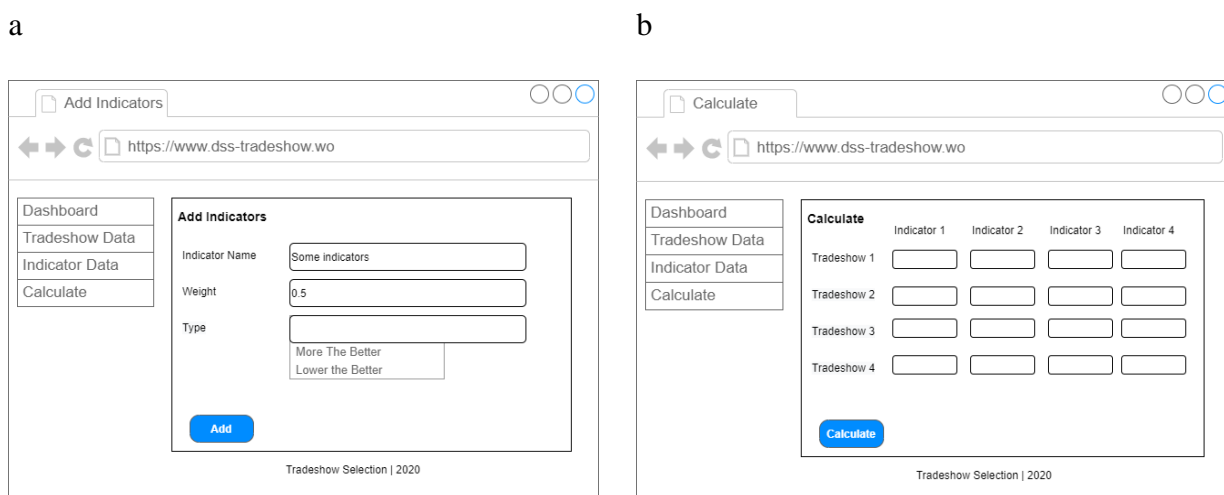 a
Add Indicators
https://www.dss-tradeshow.wo
Dashboard
Tradeshow Data
Indicator Data
Calculate
Add Indicators
Indicator Name
Some indicators
Weight
0.5
Type
More The Better
Lower the Better
Add
Tradeshow Selection | 2020
b
Calculate
https://www.dss-tradeshow.wo
Dashboard
Tradeshow Data
Indicator Data
Calculate
Calculate
Indicator 1 Indicator 2 Indicator 3 Indicator 4
Tradeshow 1
Tradeshow 2
Tradeshow 3
Tradeshow 4
Calculate
Tradeshow Selection | 2020